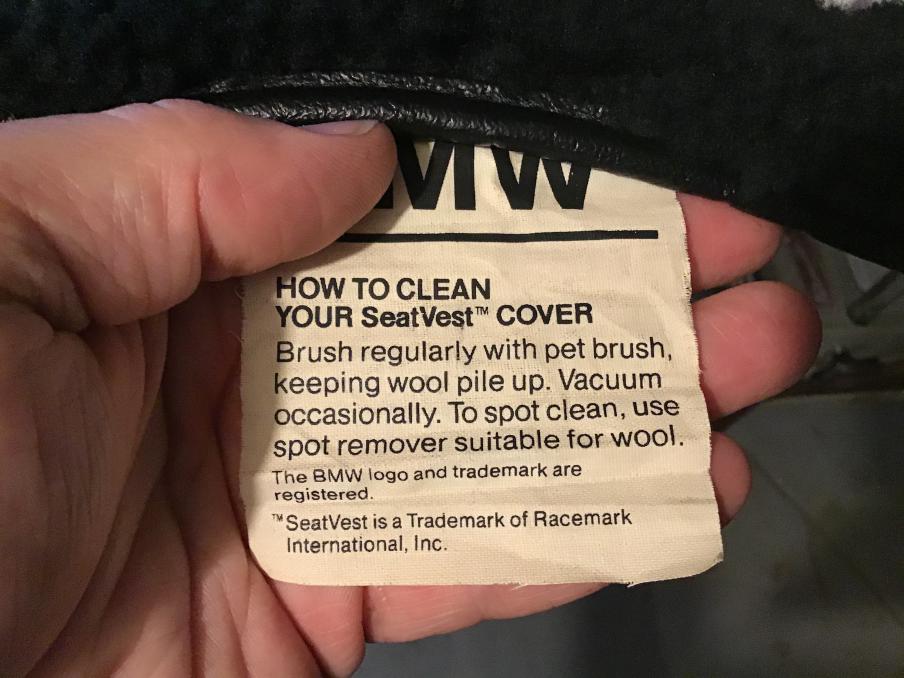 BMW
HOW TO CLEAN
YOUR SeatVest™ COVER
Brush regularly with pet brush,
keeping wool pile up. Vacuum
occasionally. To spot clean, use
spot remover suitable for wool.
The BMW logo and trademark are
registered.
™SeatVest is a Trademark of Racemark
International, Inc.